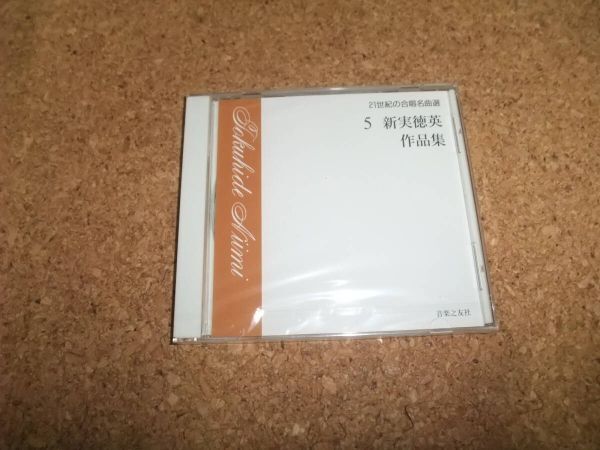 21世紀の合唱名曲選
5 新実徳英
作品集
Tokuhide Niimi
音楽之友社